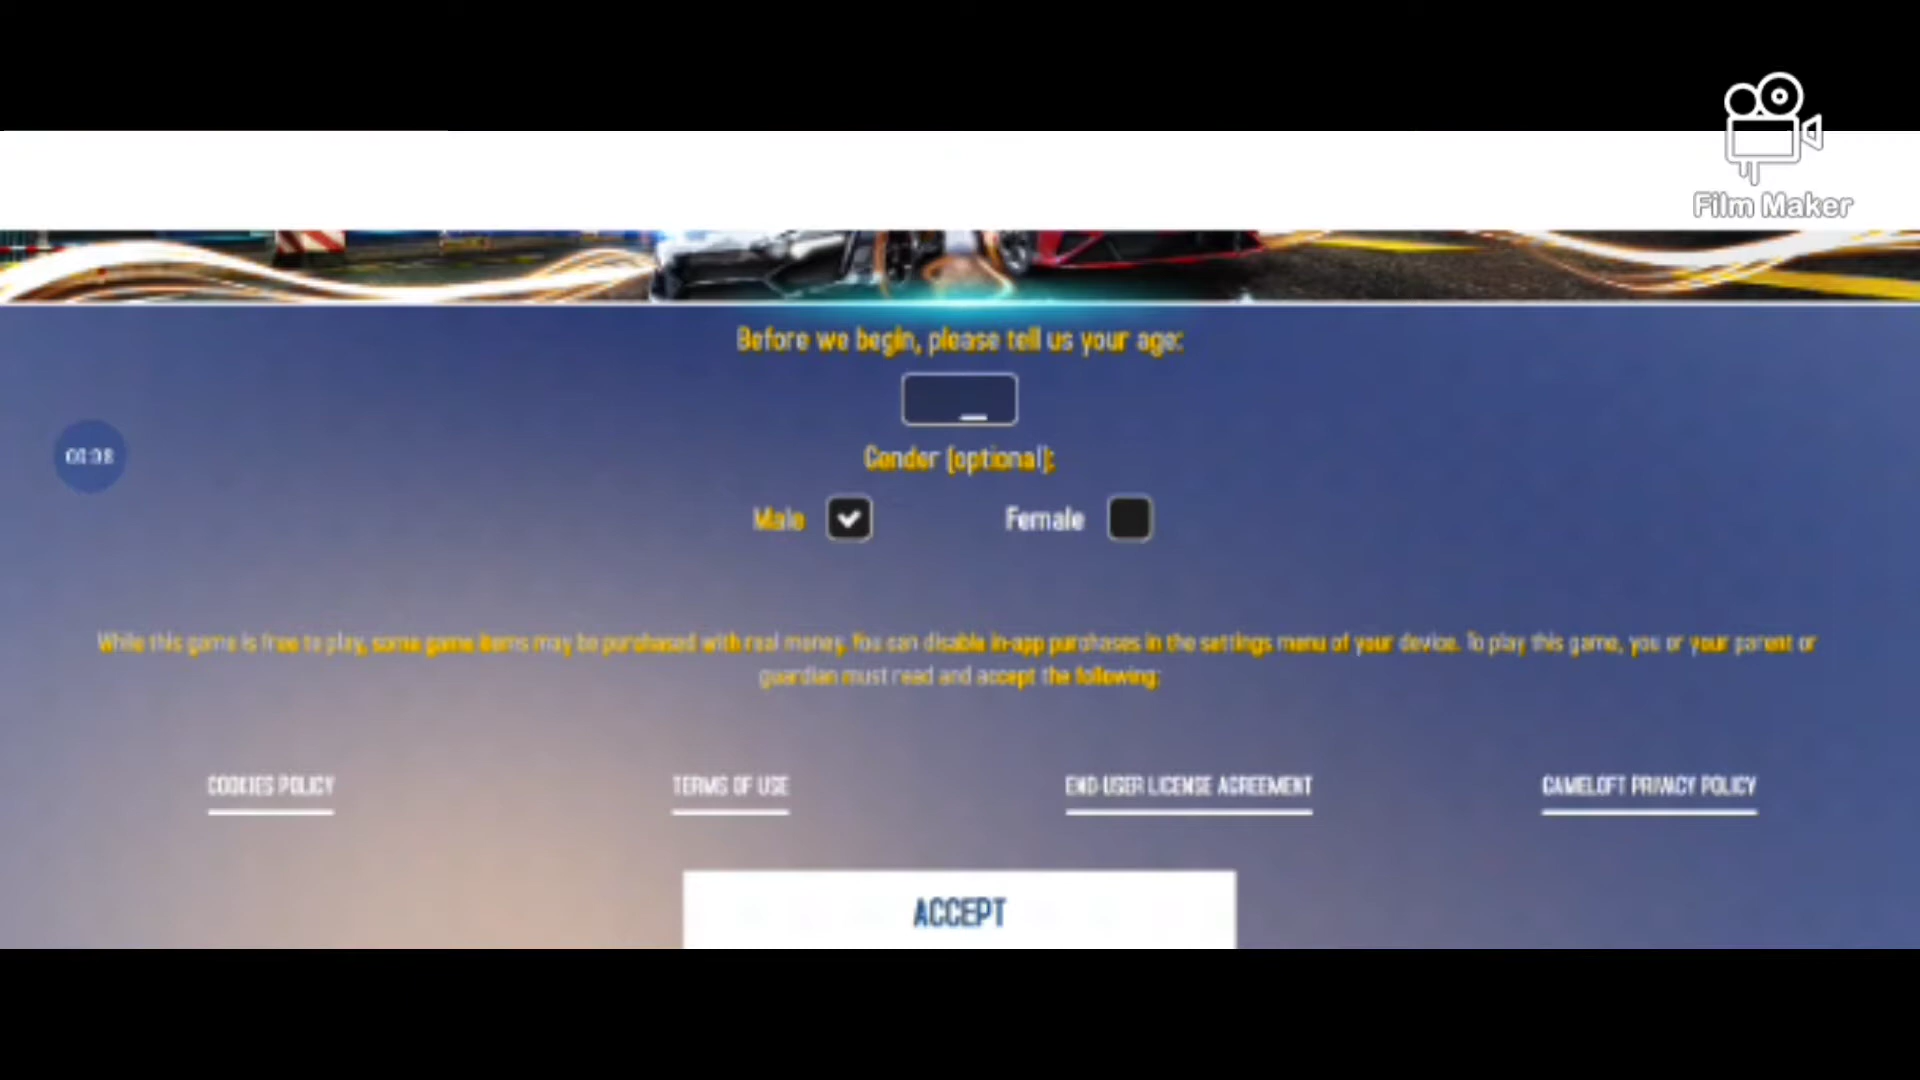 Film Maker
Before we begin, please tell us your age:
00:08
Gender (optional):
Male
Female
While this game is free to play, some game items may be purchased with real money. You can disable in-app purchases in the settings menu of your device. To play this game, you or your parent or
guardian must read and accept the following:
COOKIES POLICY
TERMS OF USE
END-USER LICENSE AGREEMENT
GAMELOFT PRIVACY POLICY
ACCEPT